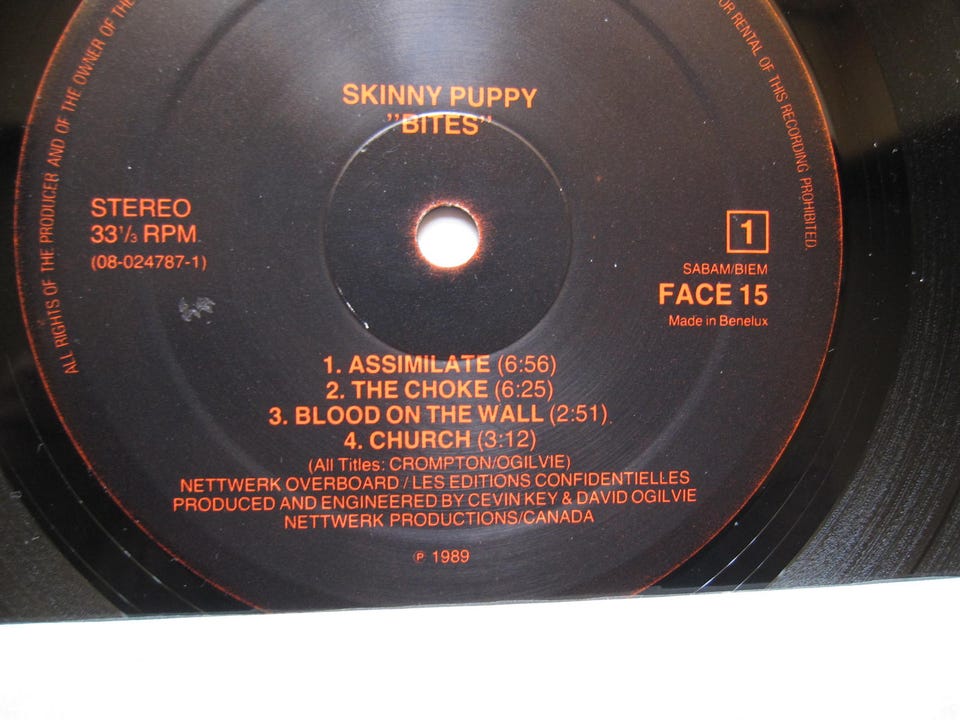 ALL RIGHTS OF THE PRODUCER AND OF THE OWNER OF THE
OR RENTAL OF THIS RECORDING PROHIBITED.
SKINNY PUPPY
"BITES"
STEREO
33⅓ RPM
(08-024787-1)
1
SABAM/BIEM
FACE 15
Made in Benelux
1. ASSIMILATE (6:56)
2. THE CHOKE (6:25)
3. BLOOD ON THE WALL (2:51)
4. CHURCH (3:12)
(All Titles: CROMPTON/OGILVIE)
NETTWERK OVERBOARD / LES EDITIONS CONFIDENTIELLES
PRODUCED AND ENGINEERED BY CEVIN KEY & DAVID OGILVIE
NETTWERK PRODUCTIONS/CANADA
℗ 1989